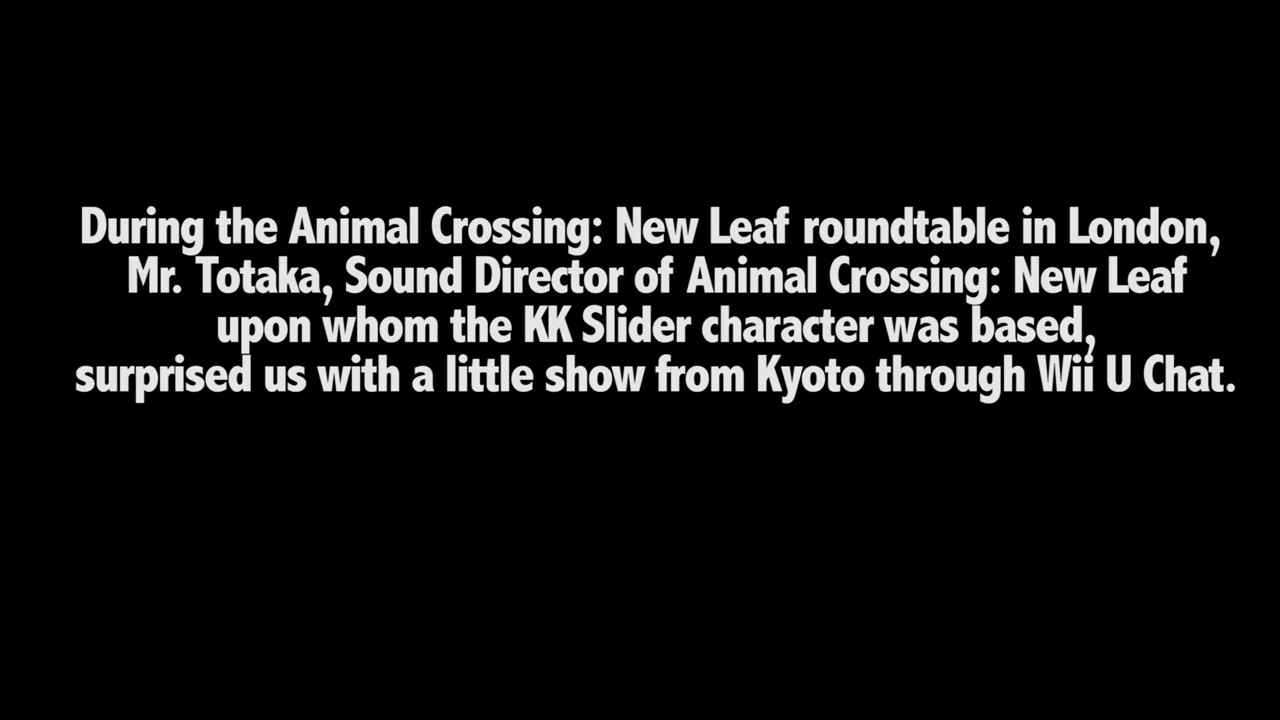 During the Animal Crossing: New Leaf roundtable in London,
Mr. Totaka, Sound Director of Animal Crossing: New Leaf
upon whom the KK Slider character was based,
surprised us with a little show from Kyoto through Wii U Chat.